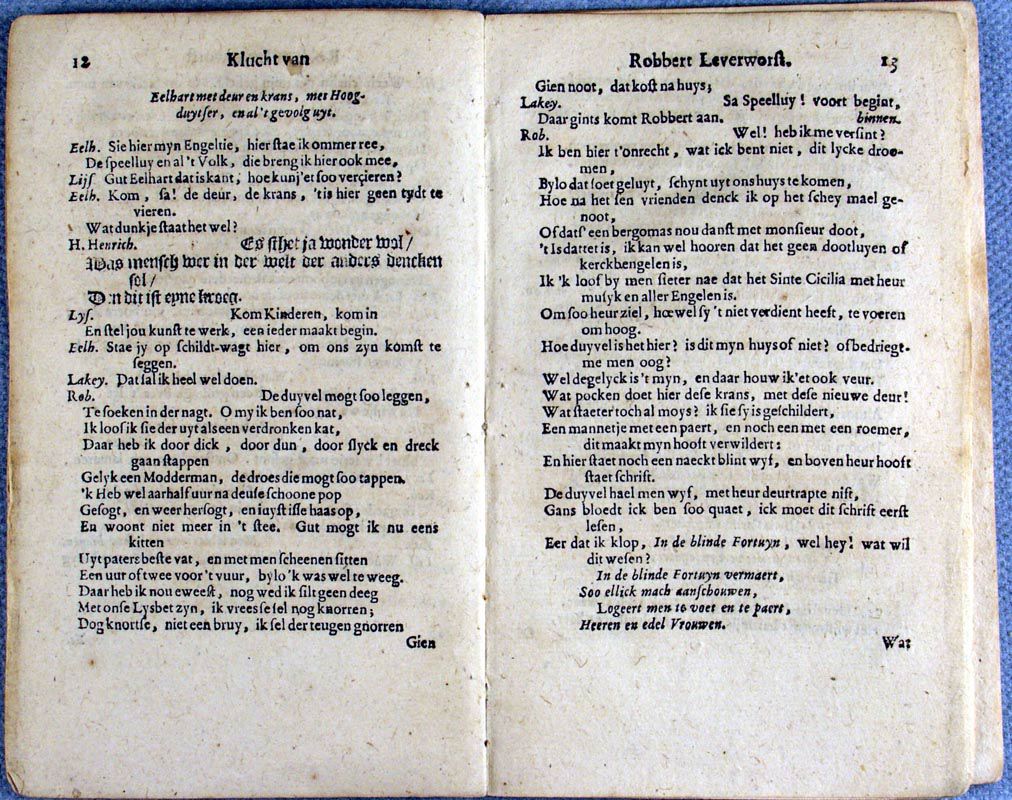 12 Klucht van
Eelhart met deur en krans, met Hoog-
duytser, en al 't gevolg uyt.
Eelh. Sie hier myn Engeltie, hier stae ik ommer ree,
De speelluy en al 't Volk, die breng ik hier ook mee,
Lijs. Gut Eelhart dat is kant, hoe kunj'et soo verçieren?
Eelh. Kom, sa! de deur, de krans, 'tis hier geen tydt te
vieren.
Wat dunkje staat het wel?
H. Henrich. Es sihet ja wonder wol/
Was mensch wer in der welt der anders dencken
sol/
D:n dit ist eyne kroeg.
Lys. Kom Kinderen, kom in
En stel jou kunst te werk, een ieder maakt begin.
Eelh. Stae jy op schildt-wagt hier, om ons zyn komst te
seggen.
Lakey. Dat sal ik heel wel doen.
Rob. De duyvel mogt soo leggen,
Te soeken in der nagt. O my ik ben soo nat,
Ik loof ik sie der uyt als een verdronken kat,
Daar heb ik door dick, door dun, door slyck en dreck
gaan stappen
Gelyk een Modderman, de droes die mogt soo tappen.
'k Heb wel aarhalf uur na deuse schoone pop
Gesogt, en weer hersogt, en iuyst isse haas op,
En woont niet meer in 't stee. Gut mogt ik nu eens
kitten
Uyt paters beste vat, en met men scheenen sitten
Een uur of twee voor 't vuur, bylo 'k was wel te weeg.
Daar heb ik nou eweest, nog wed ik silt geen deeg
Met onse Lysbet zyn, ik vrees se sel nog knorren;
Dog knortse, niet een bruy, ik sel der teugen gnorren
Gien
Robbert Leverworst. 13
Gien noot, dat kost na huys;
Lakey. Sa Speelluy! voort begint,
Daar gints komt Robbert aan. binnen.
Rob. Wel! heb ik me versint?
Ik ben hier t'onrecht, wat ick bent niet, dit lycke droo-
men,
Bylo dat soet geluyt, schynt uyt ons huys te komen,
Hoe na het sen vrienden denck ik op het schey mael ge-
noot,
Of dats' een bergomas nou danst met monsieur doot,
't Is dattet is, ik kan wel hooren dat het geen dootluyen of
kerckhengelen is,
Ik 'k loof by men sieter nae dat het Sinte Cicilia met heur
musyk en aller Engelen is.
Om soo heur ziel, hoe wel sy 't niet verdient heeft, te voeren
om hoog.
Hoe duyvel is het hier? is dit myn huys of niet? of bedriegt-
me men oog?
Wel degelyck is 't myn, en daar houw ik'et ook veur.
Wat pocken doet hier dese krans, met dese nieuwe deur!
Wat staeter toch al moys? ik sie sy is geschildert,
Een mannetje met een paert, en noch een met een roemer,
dit maakt myn hooft verwildert:
En hier staet noch een naeckt blint wyf, en boven heur hooft
staet schrift.
De duyvel hael men wyf, met heur deurtrapte nist,
Gans bloedt ick ben soo quaet, ick moet dit schrift eerst
lesen,
Eer dat ik klop, In de blinde Fortuyn, wel hey! wat wil
dit wesen?
In de blinde Fortuyn vermaert,
Soo ellick mach aanschouwen,
Logeert men te voet en te paert,
Heeren en edel Vrouwen.
Wat